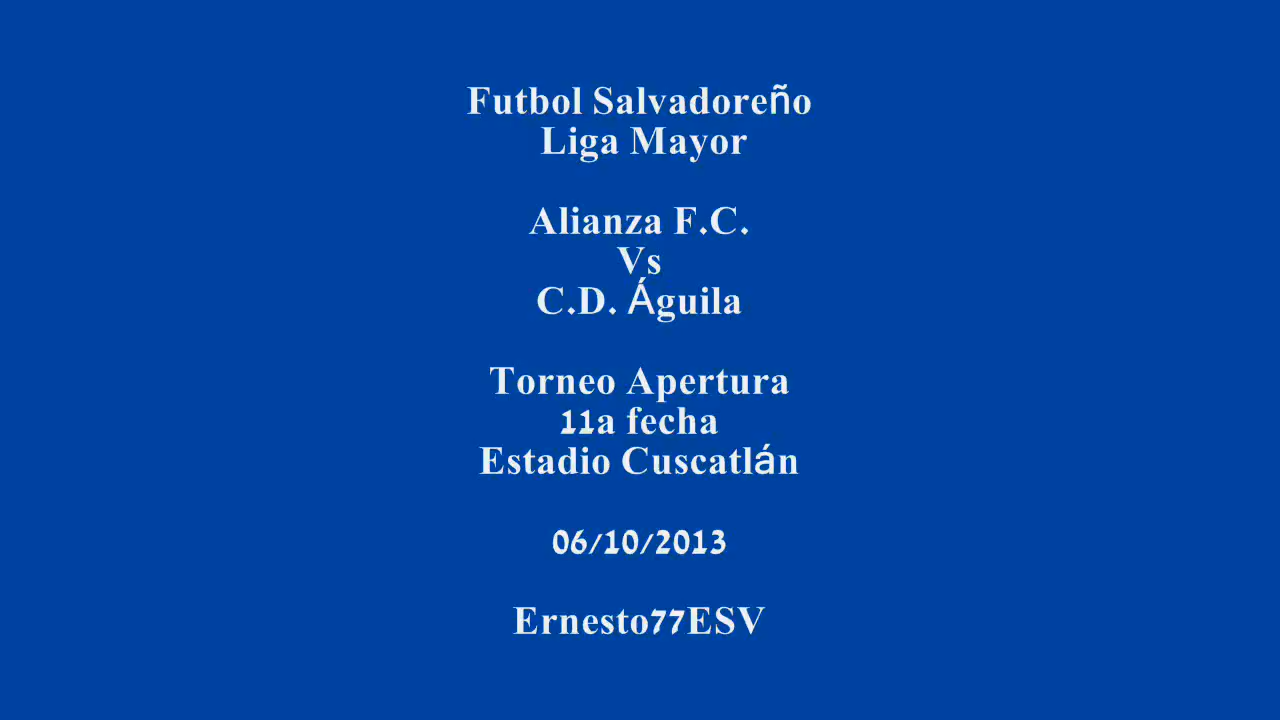 Futbol Salvadoreño
Liga Mayor
Alianza F.C.
Vs
C.D. Águila
Torneo Apertura
11a fecha
Estadio Cuscatlán
06/10/2013
Ernesto77ESV